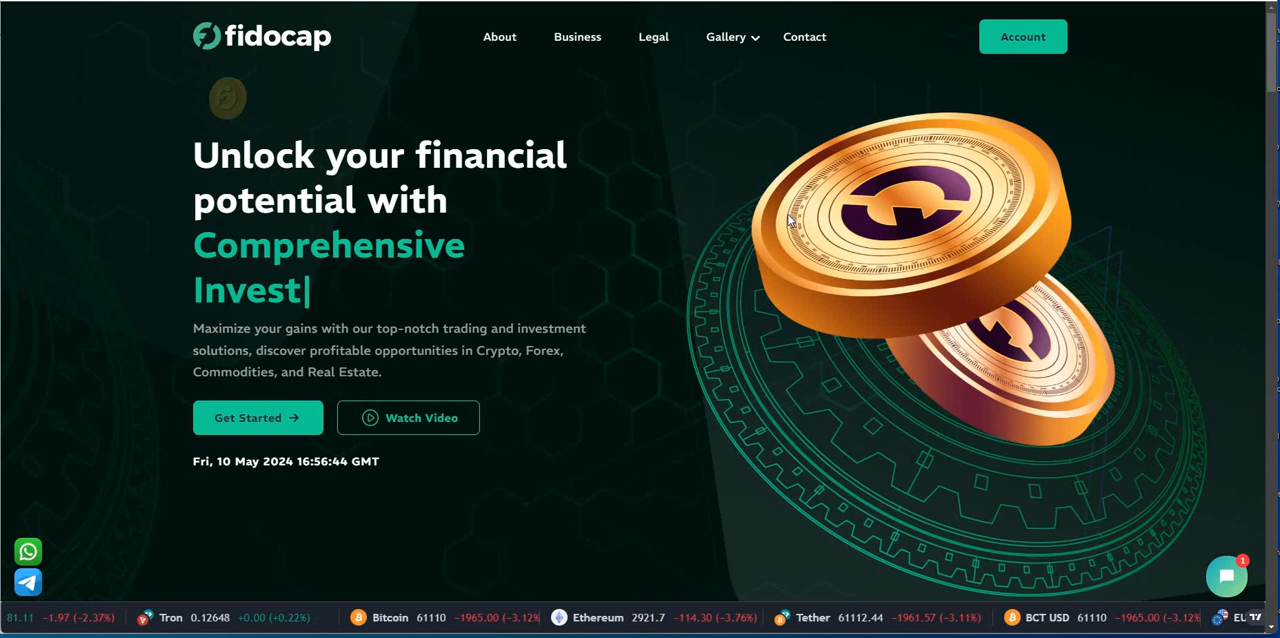 fidocap
About Business Legal Gallery Contact
Account
Unlock your financial
potential with
Comprehensive
Invest|
Maximize your gains with our top-notch trading and investment
solutions, discover profitable opportunities in Crypto, Forex,
Commodities, and Real Estate.
Get Started → Watch Video
Fri, 10 May 2024 16:56:44 GMT
1
81.11 −1.97 (−2.37%) Tron 0.12648 +0.00 (+0.22%) Bitcoin 61110 −1965.00 (−3.12% Ethereum 2921.7 −114.30 (−3.76%) Tether 61112.44 −1961.57 (−3.11%) BCT USD 61110 −1965.00 (−3.12% EU